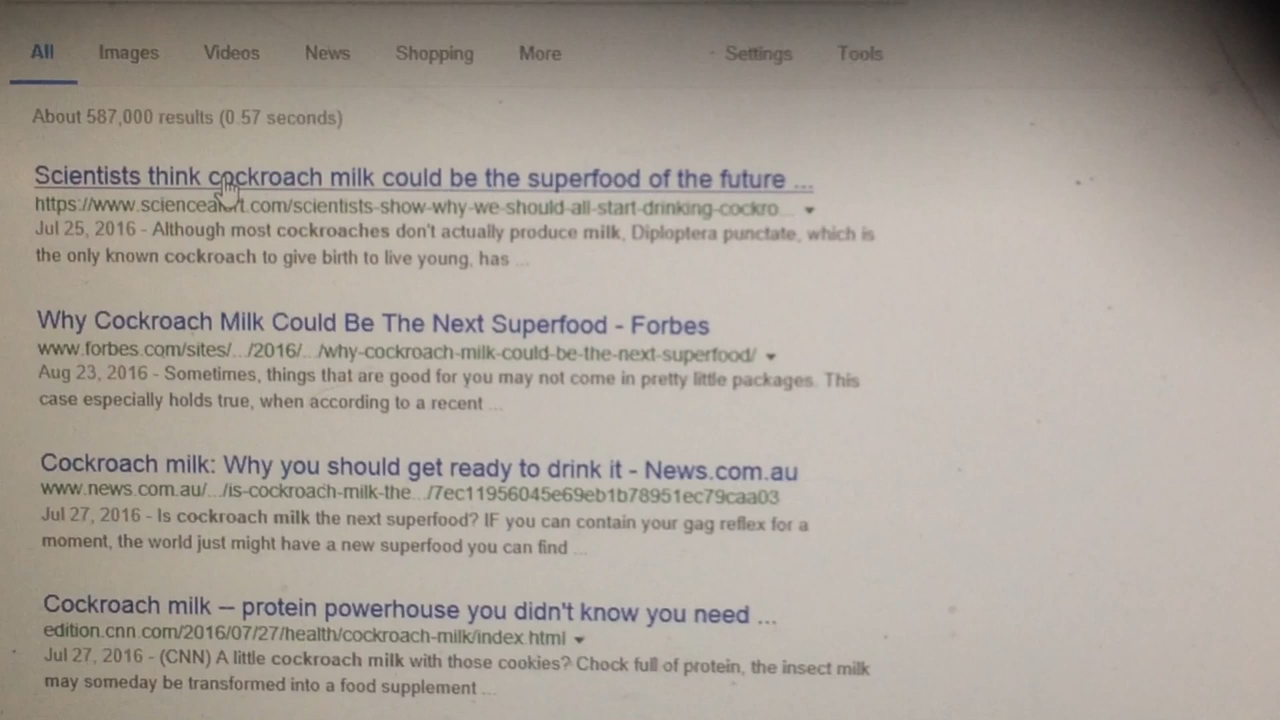 All Images Videos News Shopping More Settings Tools
About 587,000 results (0.57 seconds)
Scientists think cockroach milk could be the superfood of the future ...
https://www.sciencealert.com/scientists-show-why-we-should-all-start-drinking-cockro...
Jul 25, 2016 - Although most cockroaches don't actually produce milk, Diploptera punctate, which is
the only known cockroach to give birth to live young, has ...
Why Cockroach Milk Could Be The Next Superfood - Forbes
www.forbes.com/sites/.../2016/.../why-cockroach-milk-could-be-the-next-superfood/
Aug 23, 2016 - Sometimes, things that are good for you may not come in pretty little packages. This
case especially holds true, when according to a recent ...
Cockroach milk: Why you should get ready to drink it - News.com.au
www.news.com.au/.../is-cockroach-milk-the.../7ec11956045e69eb1b78951ec79caa03
Jul 27, 2016 - Is cockroach milk the next superfood? IF you can contain your gag reflex for a
moment, the world just might have a new superfood you can find ...
Cockroach milk – protein powerhouse you didn't know you need ...
edition.cnn.com/2016/07/27/health/cockroach-milk/index.html
Jul 27, 2016 - (CNN) A little cockroach milk with those cookies? Chock full of protein, the insect milk
may someday be transformed into a food supplement ...